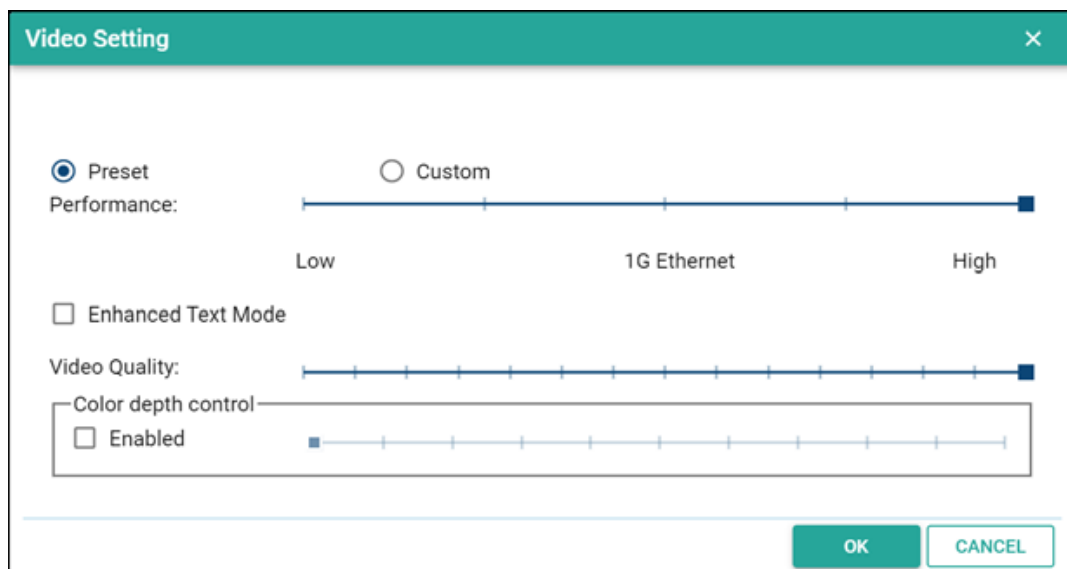 Video Setting
Preset Custom
Performance:
Low 1G Ethernet High
Enhanced Text Mode
Video Quality:
Color depth control
Enabled
OK CANCEL